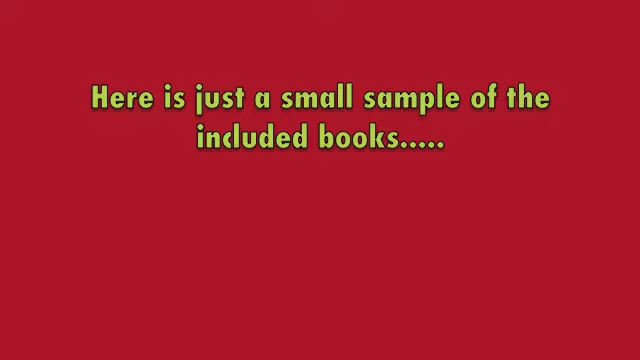 Here is just a small sample of the
included books.....